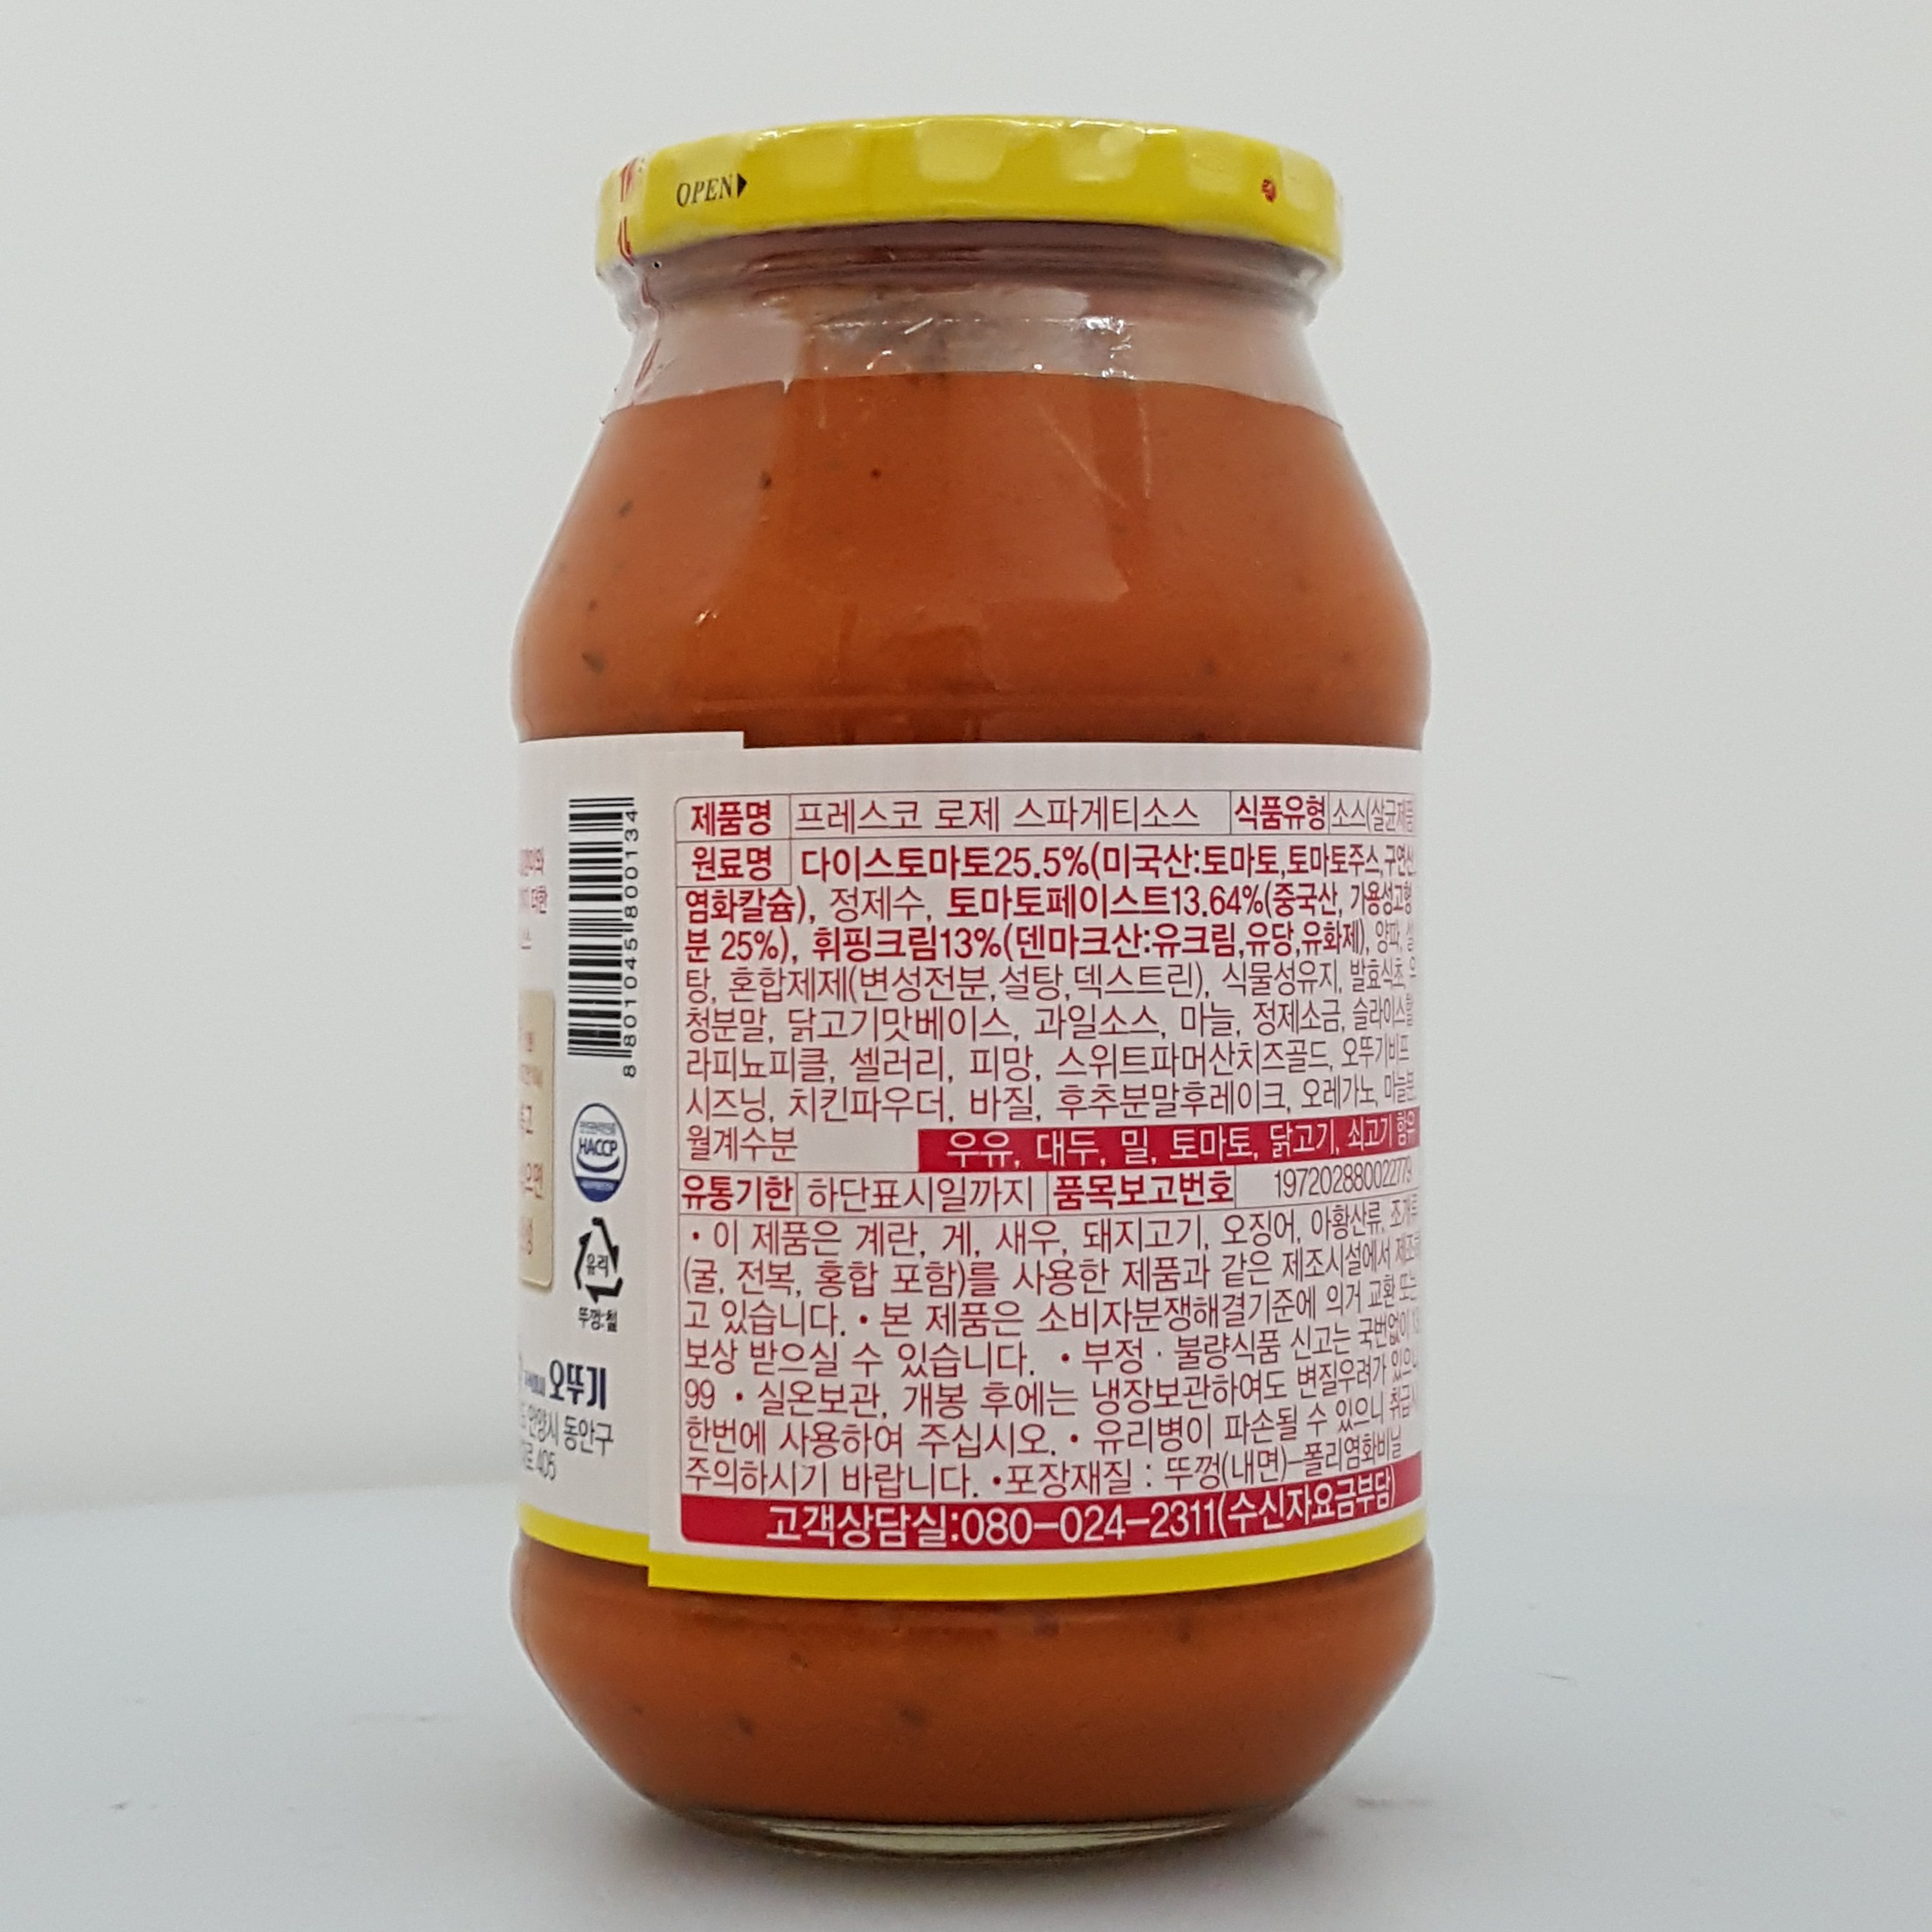 OPEN
제품명 프레스코 로제 스파게티소스 식품유형 소스(살균제품)
원료명 다이스토마토25.5%(미국산:토마토,토마토주스,구연산,
염화칼슘), 정제수, 토마토페이스트13.64%(중국산, 가용성고형
분 25%), 휘핑크림13%(덴마크산:유크림,유당,유화제), 양파, 설
탕, 혼합제제(변성전분,설탕,덱스트린), 식물성유지, 발효식초,
청분말, 닭고기맛베이스, 과일소스, 마늘, 정제소금, 슬라이스할
라피뇨피클, 셀러리, 피망, 스위트파머산치즈골드, 오뚜기비프
시즈닝, 치킨파우더, 바질, 후추분말후레이크, 오레가노, 마늘분,
월계수분 우유, 대두, 밀, 토마토, 닭고기, 쇠고기 함유
유통기한 하단표시일까지 품목보고번호 1972028800227​79
• 이 제품은 계란, 게, 새우, 돼지고기, 오징어, 아황산류, 조개류
(굴, 전복, 홍합 포함)를 사용한 제품과 같은 제조시설에서 제조하
고 있습니다. • 본 제품은 소비자분쟁해결기준에 의거 교환 또는
보상 받으실 수 있습니다. • 부정 · 불량식품 신고는 국번없이
99 • 실온보관, 개봉 후에는 냉장보관하여도 변질우려가 있으니
한번에 사용하여 주십시오. • 유리병이 파손될 수 있으니 취급시
주의하시기 바랍니다. •포장재질 : 뚜껑(내면)-폴리염화비닐
고객상담실:080-024-2311(수신자요금부담)
8 801045 800134
HACCP
유리
뚜껑:철
오뚜기
안양시 동안구
405